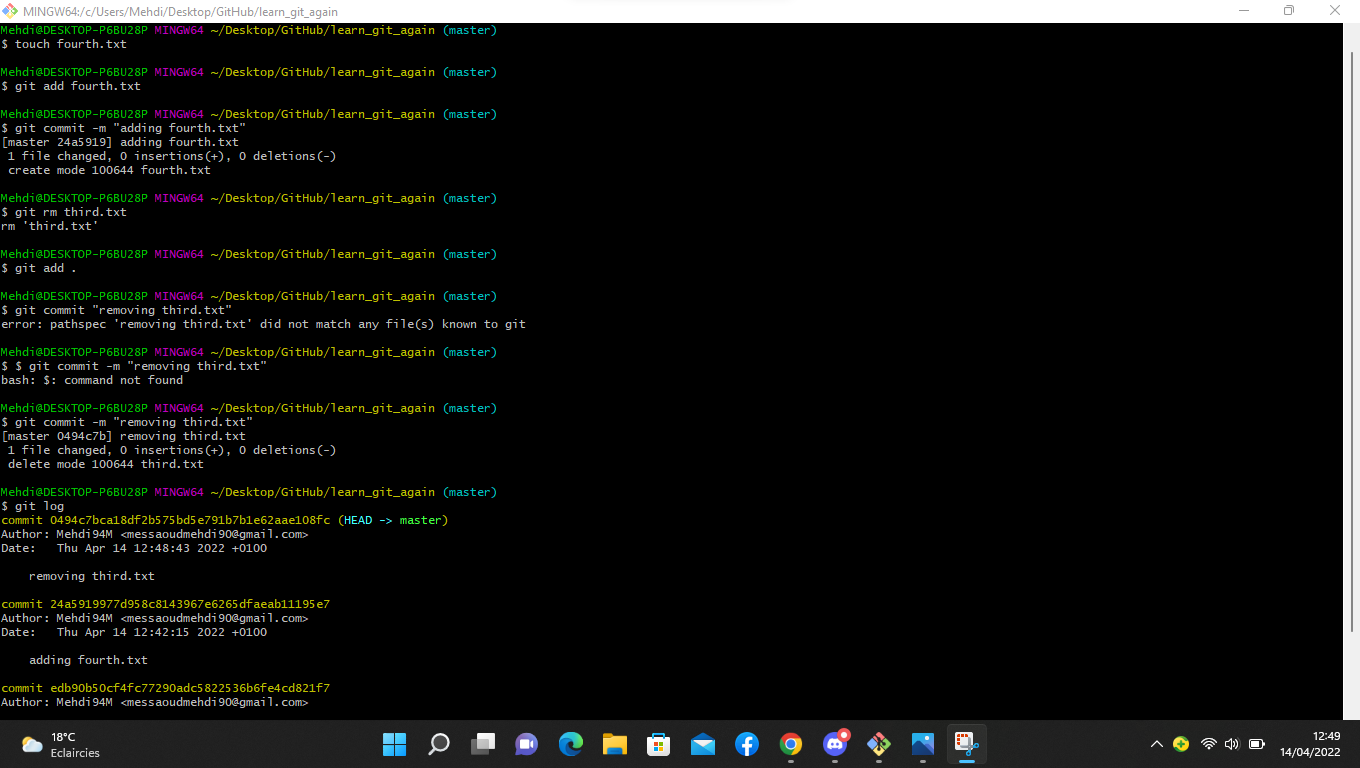 MINGW64:/c/Users/Mehdi/Desktop/GitHub/learn_git_again
Mehdi@DESKTOP-P6BU28P MINGW64 ~/Desktop/GitHub/learn_git_again (master)
$ touch fourth.txt
Mehdi@DESKTOP-P6BU28P MINGW64 ~/Desktop/GitHub/learn_git_again (master)
$ git add fourth.txt
Mehdi@DESKTOP-P6BU28P MINGW64 ~/Desktop/GitHub/learn_git_again (master)
$ git commit -m "adding fourth.txt"
[master 24a5919] adding fourth.txt
1 file changed, 0 insertions(+), 0 deletions(-)
create mode 100644 fourth.txt
Mehdi@DESKTOP-P6BU28P MINGW64 ~/Desktop/GitHub/learn_git_again (master)
$ git rm third.txt
rm 'third.txt'
Mehdi@DESKTOP-P6BU28P MINGW64 ~/Desktop/GitHub/learn_git_again (master)
$ git add .
Mehdi@DESKTOP-P6BU28P MINGW64 ~/Desktop/GitHub/learn_git_again (master)
$ git commit "removing third.txt"
error: pathspec 'removing third.txt' did not match any file(s) known to git
Mehdi@DESKTOP-P6BU28P MINGW64 ~/Desktop/GitHub/learn_git_again (master)
$ $ git commit -m "removing third.txt"
bash: $: command not found
Mehdi@DESKTOP-P6BU28P MINGW64 ~/Desktop/GitHub/learn_git_again (master)
$ git commit -m "removing third.txt"
[master 0494c7b] removing third.txt
1 file changed, 0 insertions(+), 0 deletions(-)
delete mode 100644 third.txt
Mehdi@DESKTOP-P6BU28P MINGW64 ~/Desktop/GitHub/learn_git_again (master)
$ git log
commit 0494c7bca18df2b575bd5e791b7b1e62aae108fc (HEAD -> master)
Author: Mehdi94M <messaoudmehdi90@gmail.com>
Date:   Thu Apr 14 12:48:43 2022 +0100
removing third.txt
commit 24a5919977d958c8143967e6265dfaeab11195e7
Author: Mehdi94M <messaoudmehdi90@gmail.com>
Date:   Thu Apr 14 12:42:15 2022 +0100
adding fourth.txt
commit edb90b50cf4fc77290adc5822536b6fe4cd821f7
Author: Mehdi94M <messaoudmehdi90@gmail.com>
18°C
Eclaircies
12:49
14/04/2022